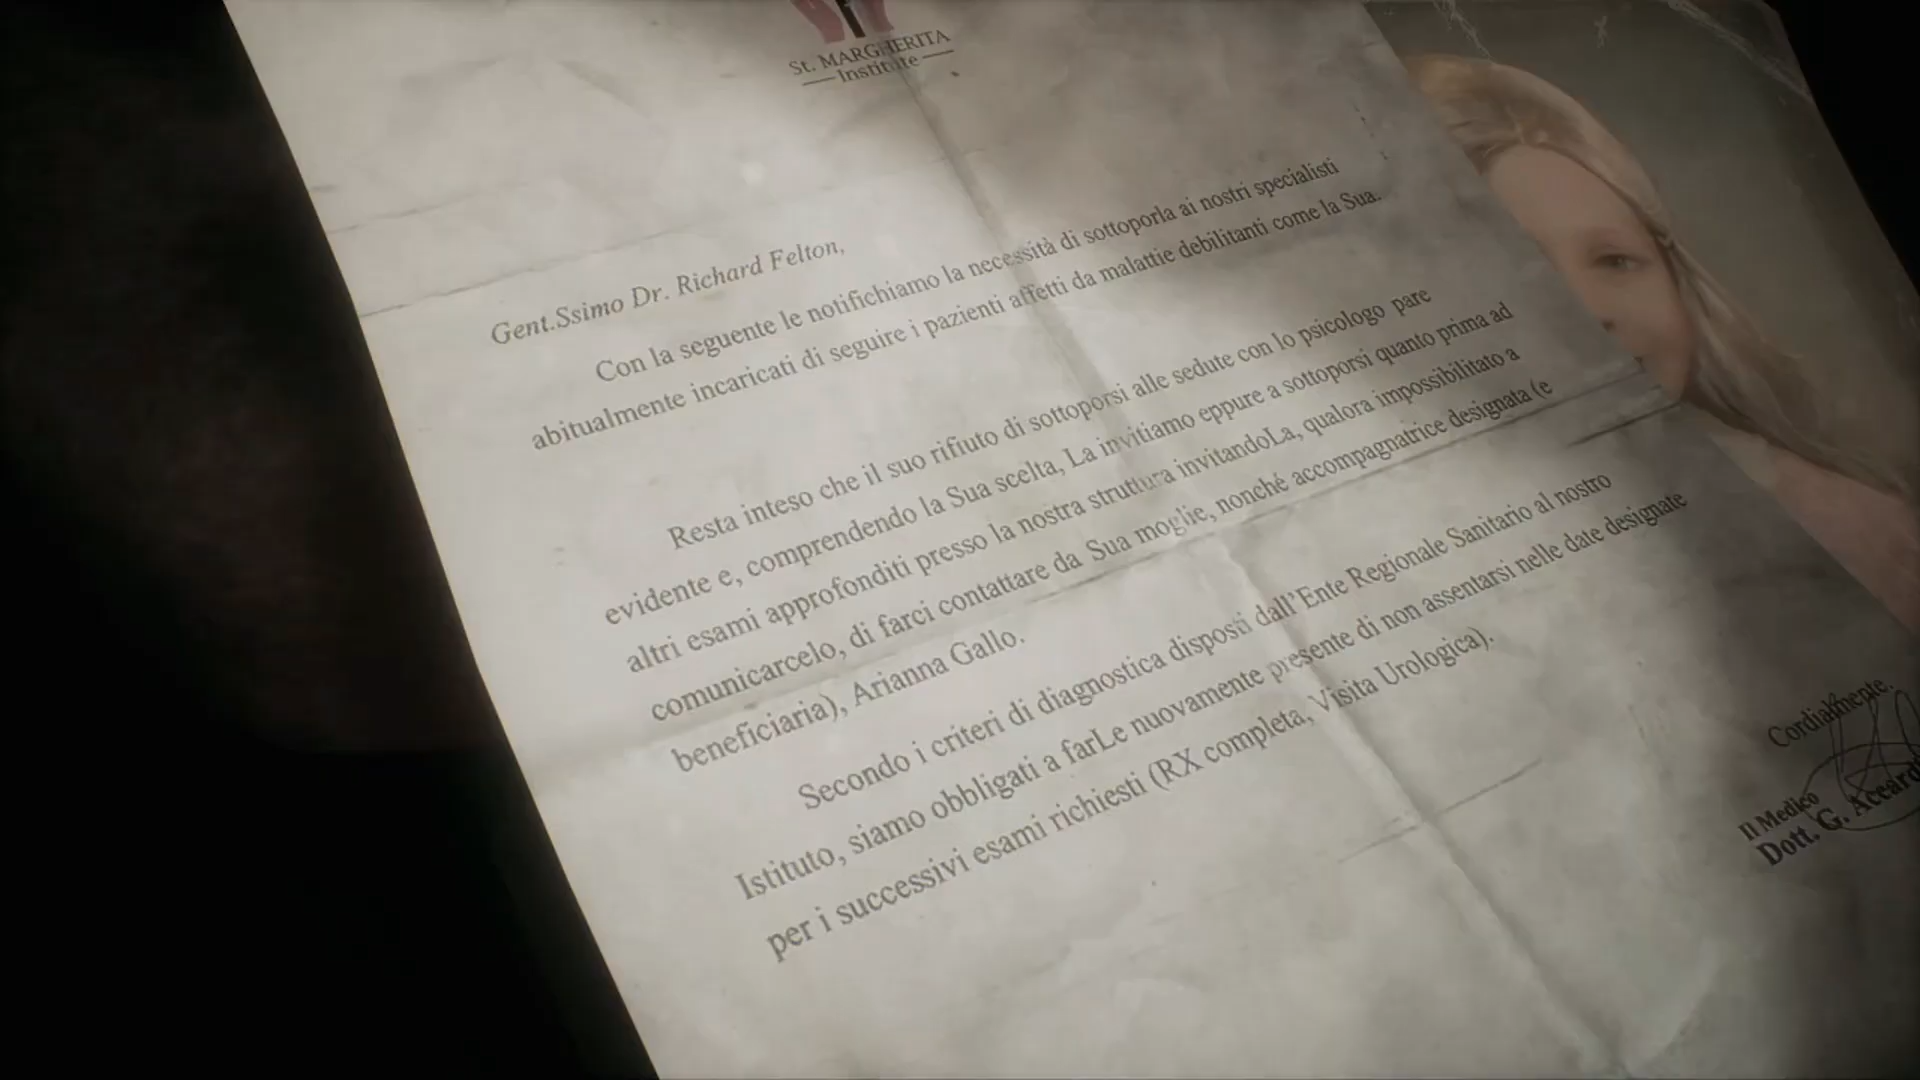 St. MARGHERITA
Institute
Gent.Ssimo Dr. Richard Felton,
Con la seguente le notifichiamo la necessità di sottoporla ai nostri specialisti
abitualmente incaricati di seguire i pazienti affetti da malattie debilitanti come la Sua.
Resta inteso che il suo rifiuto di sottoporsi alle sedute con lo psicologo pare
evidente e, comprendendo la Sua scelta, La invitiamo eppure a sottoporsi quanto prima ad
altri esami approfonditi presso la nostra struttura invitandoLa, qualora impossibilitato a
comunicarcelo, di farci contattare da Sua moglie, nonché accompagnatrice designata (e
beneficiaria), Arianna Gallo.
Secondo i criteri di diagnostica disposti dall'Ente Regionale Sanitario al nostro
Istituto, siamo obbligati a farLe nuovamente presente di non assentarsi nelle date designate
per i successivi esami richiesti (RX completa, Visita Urologica).
Cordialmente.
Il Medico
Dott. G.